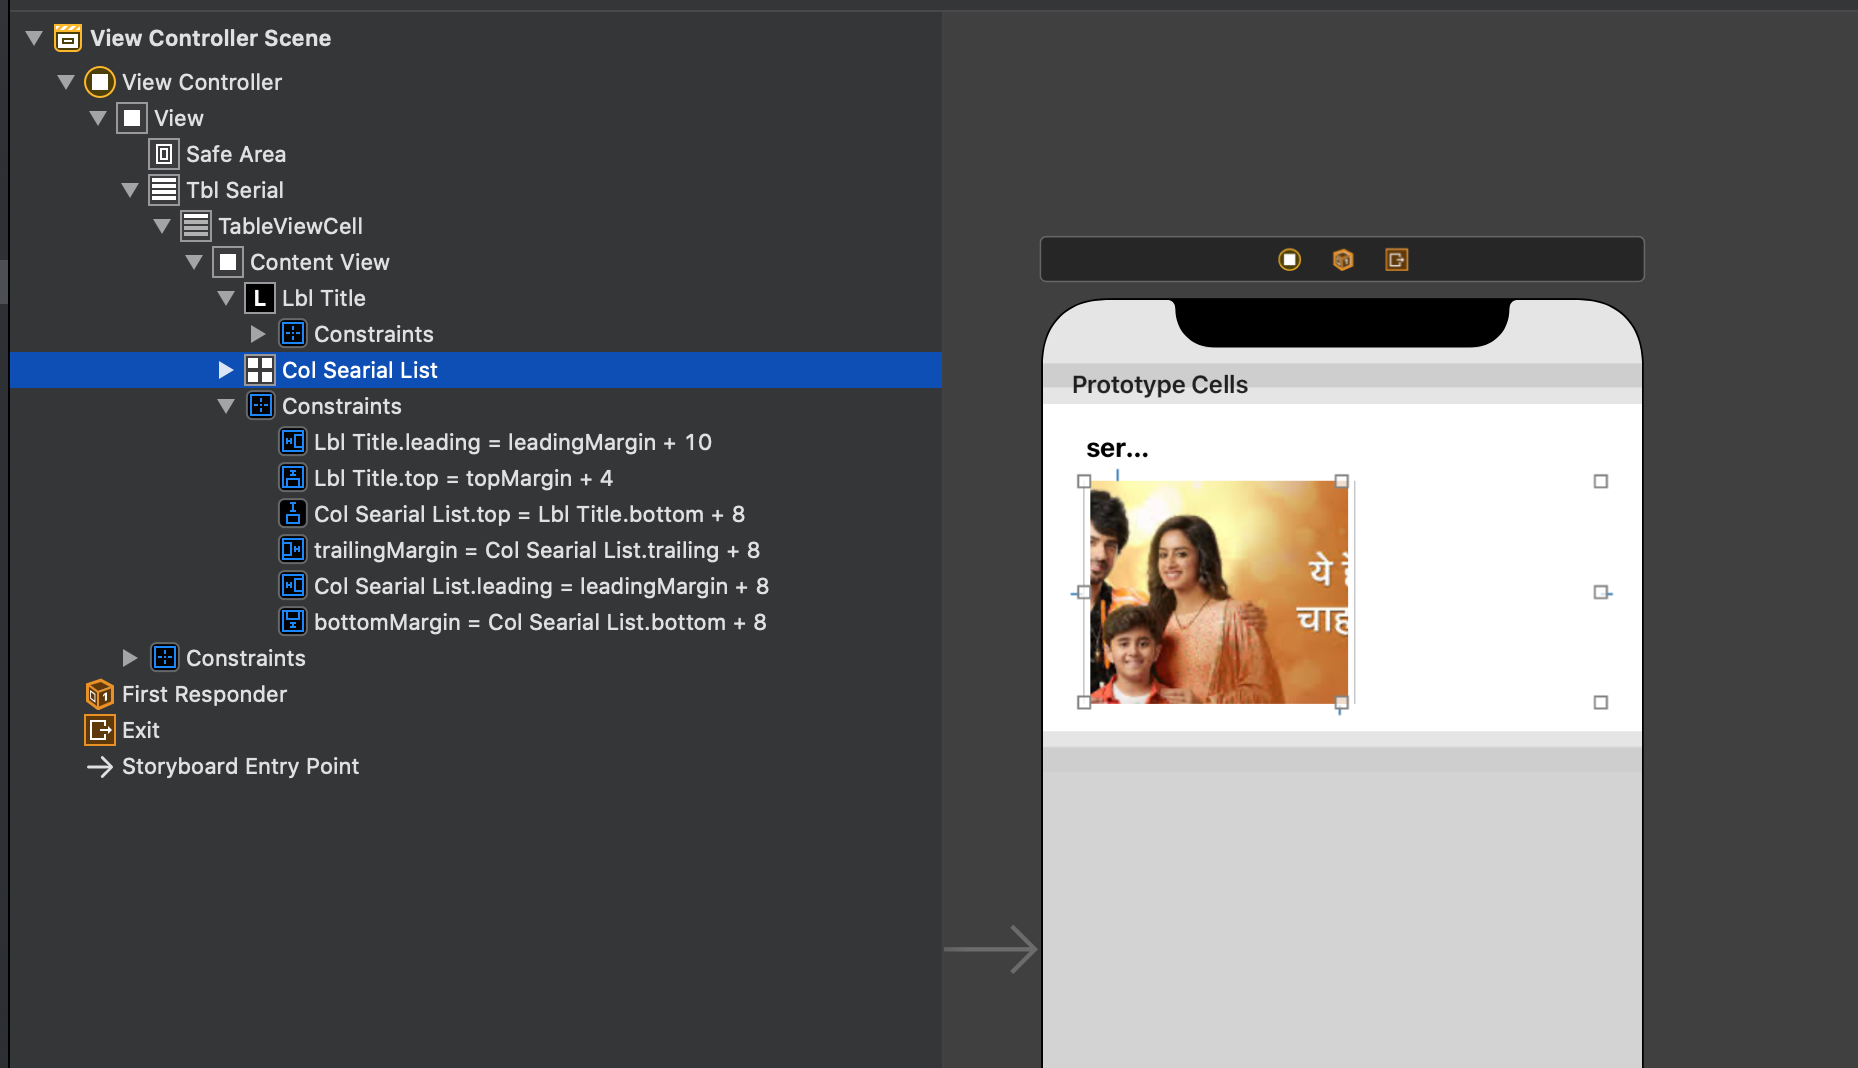 View Controller Scene
View Controller
View
Safe Area
Tbl Serial
TableViewCell
Content View
L Lbl Title
Constraints
Col Searial List
Constraints
Lbl Title.leading = leadingMargin + 10
Lbl Title.top = topMargin + 4
Col Searial List.top = Lbl Title.bottom + 8
trailingMargin = Col Searial List.trailing + 8
Col Searial List.leading = leadingMargin + 8
bottomMargin = Col Searial List.bottom + 8
Constraints
First Responder
Exit
Storyboard Entry Point
Prototype Cells
ser...
ये